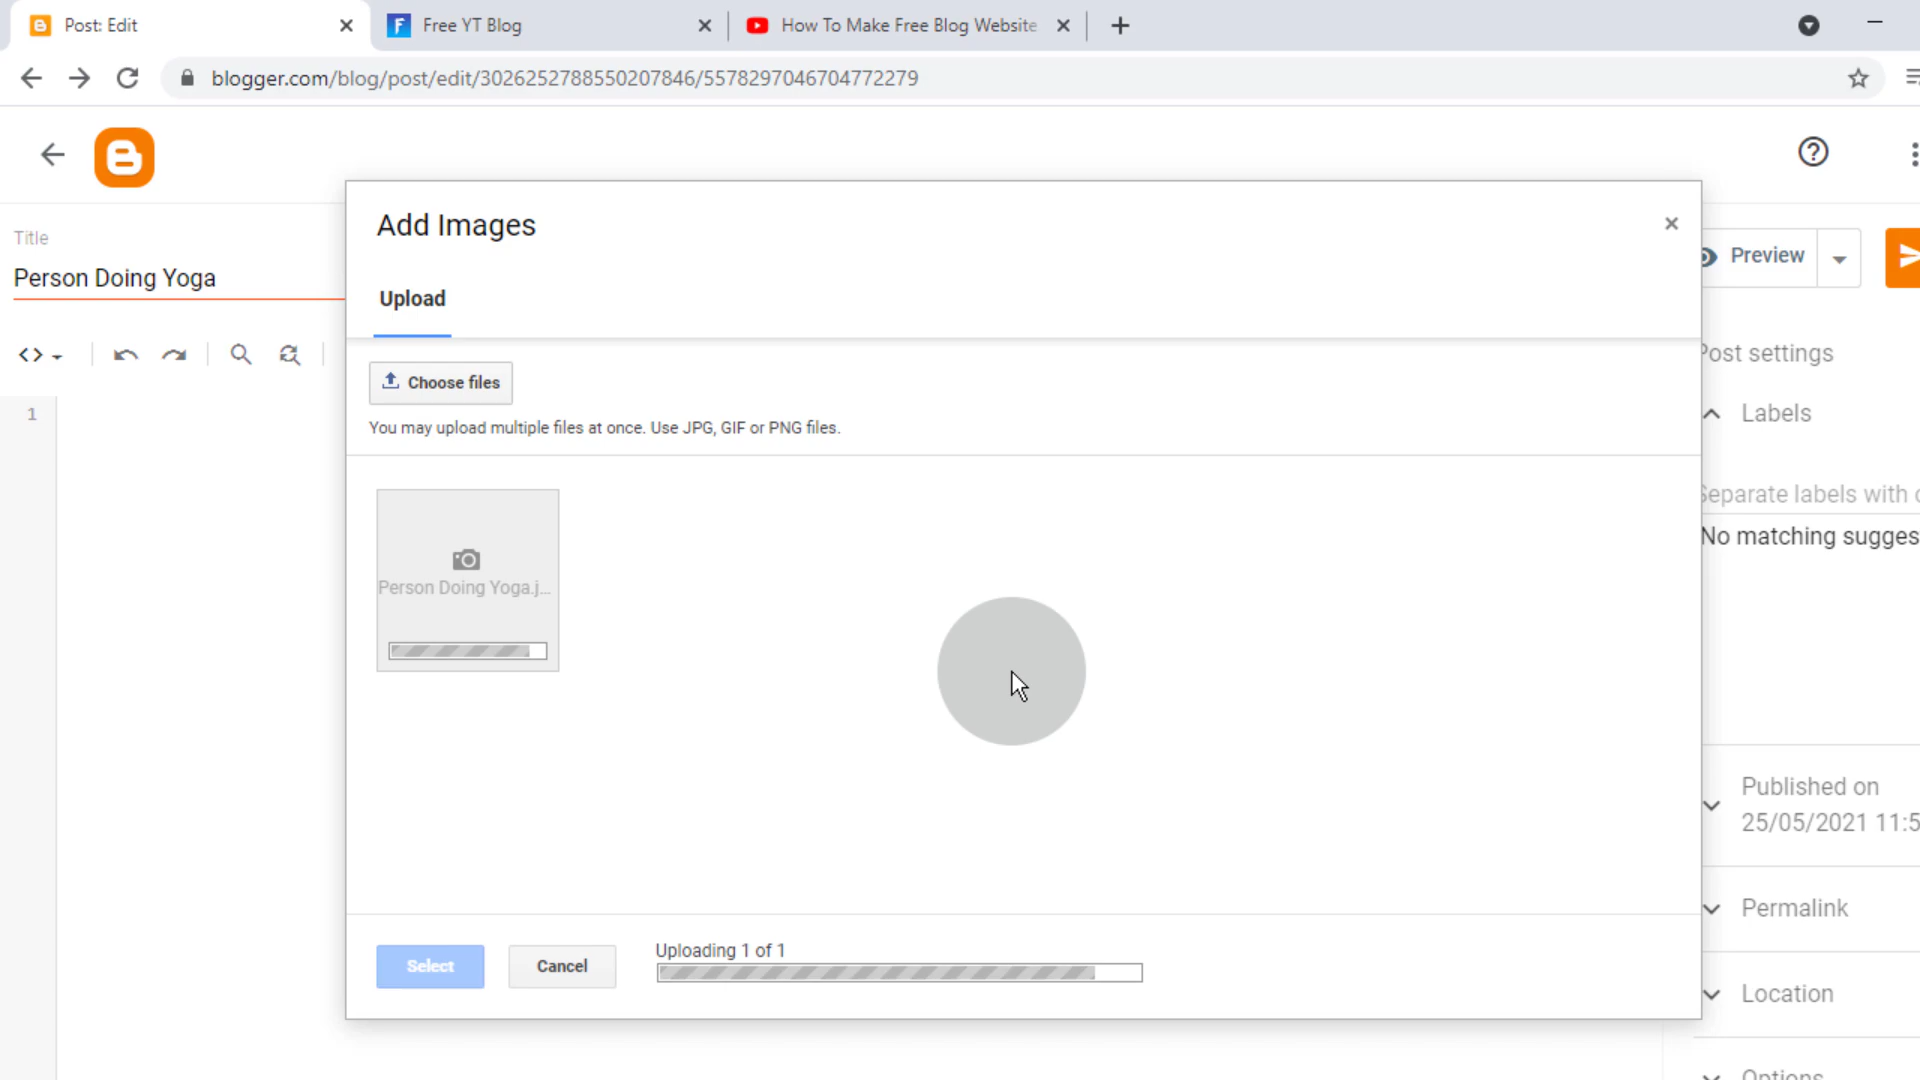 Post: Edit
Free YT Blog
How To Make Free Blog Website
blogger.com/blog/post/edit/3026252788550207846/5578297046704772279
Title
Person Doing Yoga
Preview
Add Images
Upload
Choose files
You may upload multiple files at once. Use JPG, GIF or PNG files.
Person Doing Yoga.j...
1
Post settings
Labels
Separate labels with
No matching sugges
Published on
25/05/2021 11:5
Permalink
Location
Options
Select
Cancel
Uploading 1 of 1